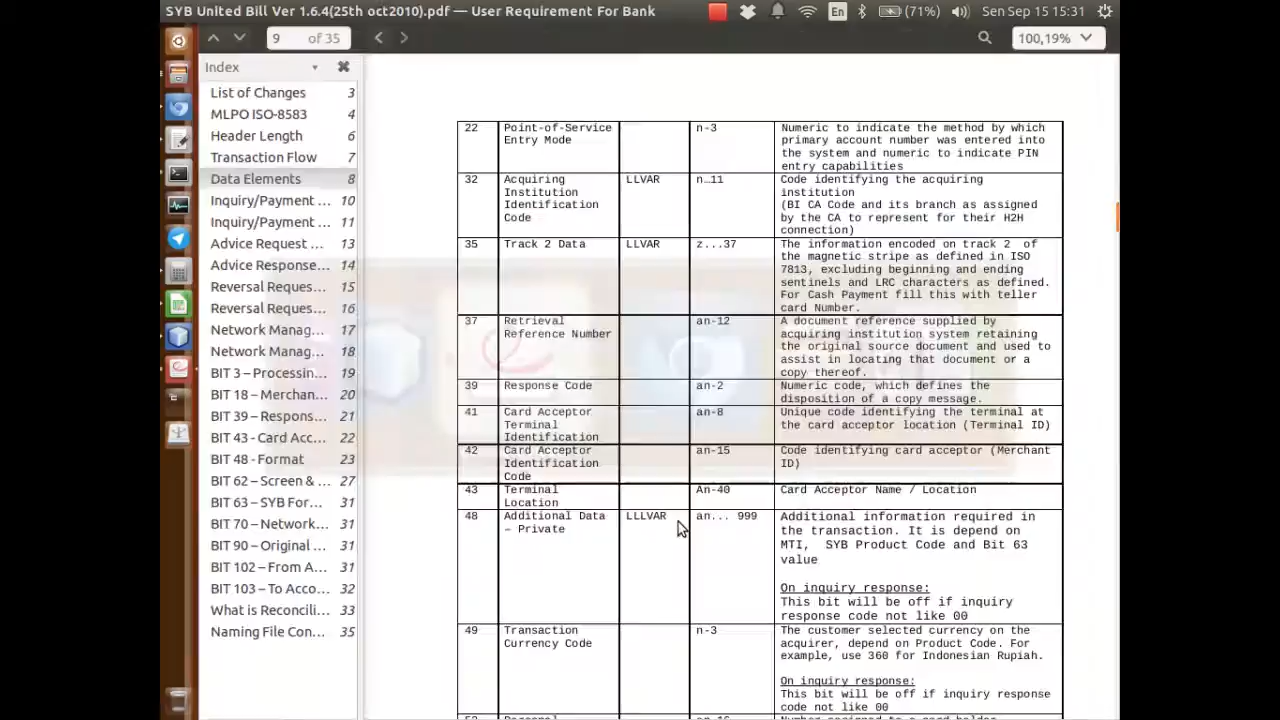 SYB United Bill Ver 1.6.4(25th oct2010).pdf — User Requirement For Bank
En
(71%)
Sen Sep 15 15:31
9
of 35
100,19%
Index
List of Changes 3
MLPO ISO-8583 4
Header Length 6
Transaction Flow 7
Data Elements 8
Inquiry/Payment ... 10
Inquiry/Payment ... 11
Advice Request ... 13
Advice Response... 14
Reversal Reques... 15
Reversal Reques... 16
Network Manag... 17
Network Manag... 18
BIT 3 – Processin... 19
BIT 18 – Merchan... 20
BIT 39 – Respons... 21
BIT 43 - Card Acc... 22
BIT 48 - Format 23
BIT 62 – Screen & ... 27
BIT 63 – SYB For... 31
BIT 70 – Network... 31
BIT 90 – Original ... 31
BIT 102 – From A... 31
BIT 103 – To Acco... 32
What is Reconcili... 33
Naming File Con... 35
22 Point-of-Service n-3 Numeric to indicate the method by which
Entry Mode primary account number was entered into
the system and numeric to indicate PIN
entry capabilities
32 Acquiring LLVAR n…11 Code identifying the acquiring
Institution institution
Identification (BI CA Code and its branch as assigned
Code by the CA to represent for their H2H
connection)
35 Track 2 Data LLVAR z...37 The information encoded on track 2 of
the magnetic stripe as defined in ISO
7813, excluding beginning and ending
sentinels and LRC characters as defined.
For Cash Payment fill this with teller
card Number.
37 Retrieval an-12 A document reference supplied by
Reference Number acquiring institution system retaining
the original source document and used to
assist in locating that document or a
copy thereof.
39 Response Code an-2 Numeric code, which defines the
disposition of a copy message.
41 Card Acceptor an-8 Unique code identifying the terminal at
Terminal the card acceptor location (Terminal ID)
Identification
42 Card Acceptor an-15 Code identifying card acceptor (Merchant
Identification ID)
Code
43 Terminal An-40 Card Acceptor Name / Location
Location
48 Additional Data LLLVAR an... 999 Additional information required in
– Private the transaction. It is depend on
MTI, SYB Product Code and Bit 63
value
On inquiry response:
This bit will be off if inquiry
response code not like 00
49 Transaction n-3 The customer selected currency on the
Currency Code acquirer, depend on Product Code. For
example, use 360 for Indonesian Rupiah.
On inquiry response:
This bit will be off if inquiry response
code not like 00